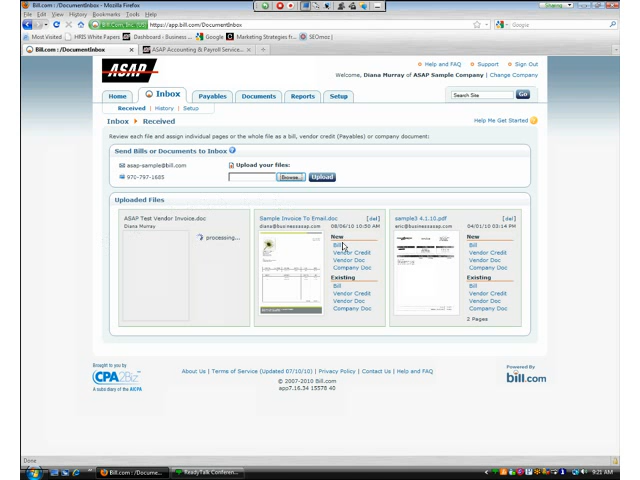 Bill.com : /DocumentInbox - Mozilla Firefox
File Edit View History Bookmarks Tools Help
https://app.bill.com/DocumentInbox
Google
Most Visited HRIS White Papers Dashboard - Business ... Google Marketing Strategies fr... SEOmoz
Bill.com : /DocumentInbox
ASAP Accounting & Payroll Service...
ASAP
Help and FAQ Support Sign Out
Welcome, Diana Murray of ASAP Sample Company | Change Company
Home Inbox Payables Documents Reports Setup
Search Site Go
Received | History | Setup
Inbox › Received
Help Me Get Started
Review each file and assign individual pages or the whole file as a bill, vendor credit (Payables) or company document:
Send Bills or Documents to Inbox
asap-sample@bill.com
Upload your files:
970-797-1685
Browse... Upload
Uploaded Files
ASAP Test Vendor Invoice.doc
Diana Murray
processing...
Sample Invoice To Email.doc [del]
diana@businessasap.com 08/06/10 10:50 AM
New
Bill
Vendor Credit
Vendor Doc
Company Doc
Existing
Bill
Vendor Credit
Vendor Doc
Company Doc
sample3 4.1.10.pdf [del]
eric@businessasap.com 04/01/10 03:14 PM
New
Bill
Vendor Credit
Vendor Doc
Company Doc
Existing
Bill
Vendor Credit
Vendor Doc
Company Doc
2 Pages
Brought to you by
CPA2Biz
A subsidiary of the AICPA
About Us | Terms of Service (Updated 07/10/10) | Privacy Policy | Contact Us | Help and FAQ
© 2007-2010 Bill.com
app7.16.34 15578 40
Powered By
bill.com
Done
Bill.com : /Docume...
ReadyTalk Conferen...
9:21 AM